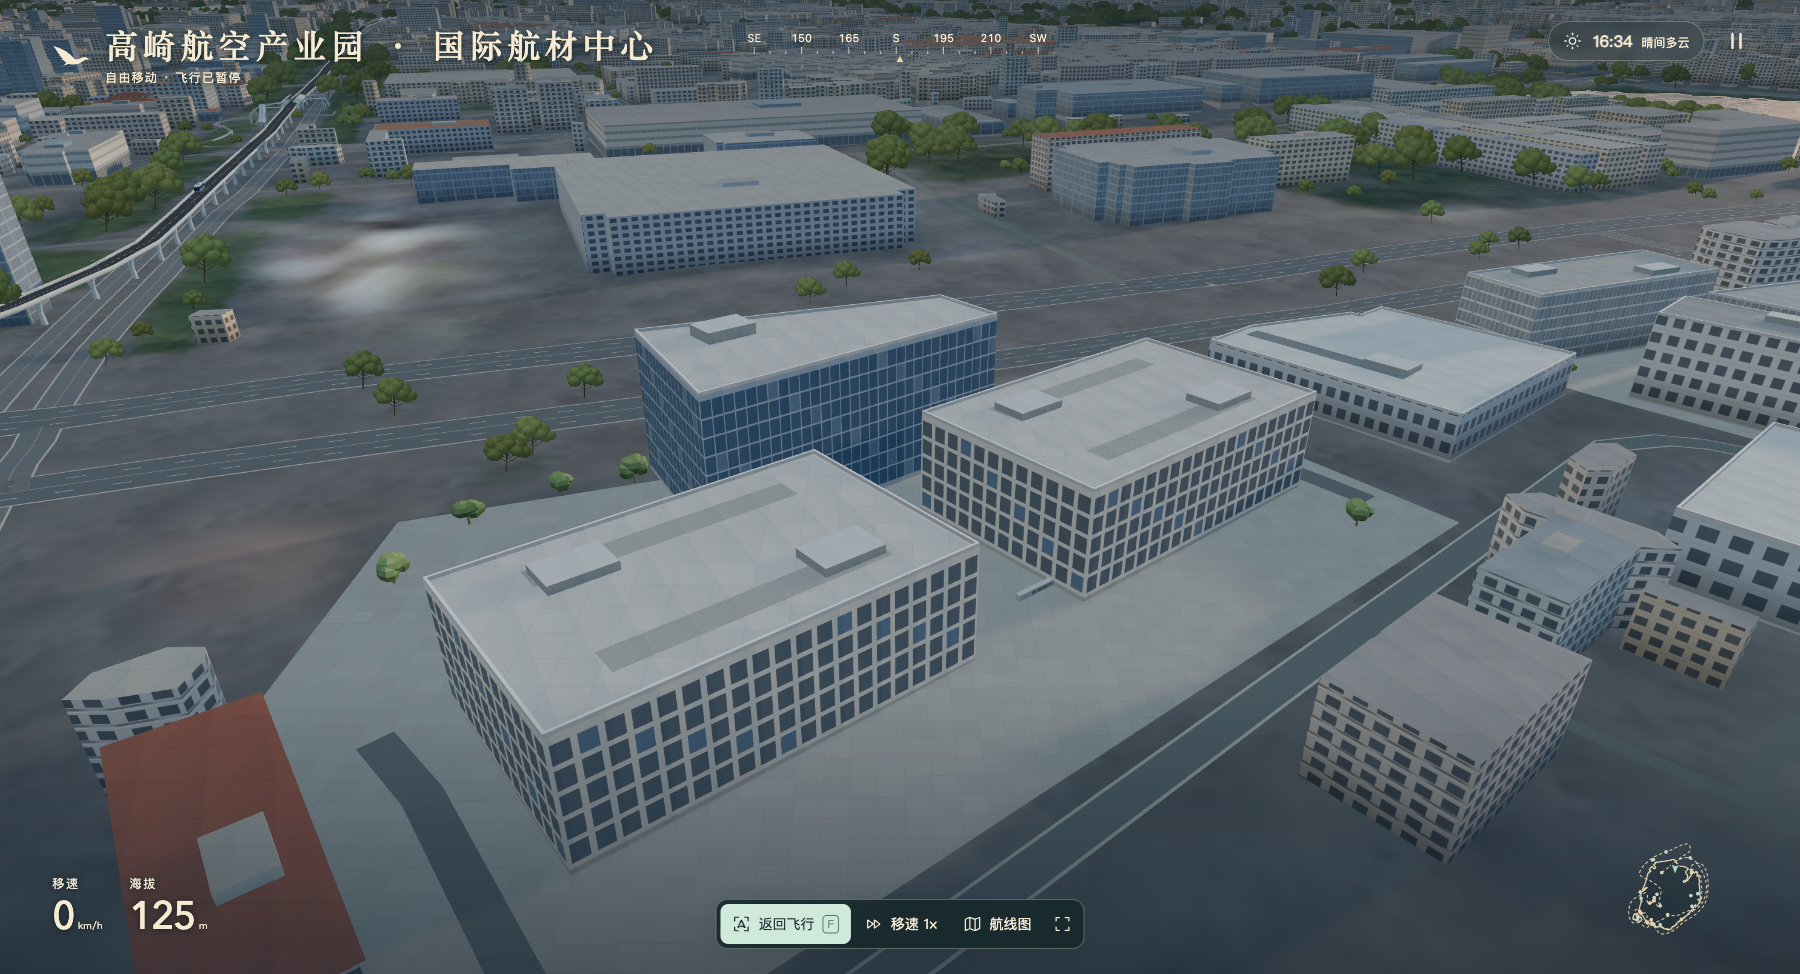 高崎航空产业园 · 国际航材中心
自由移动 · 飞行已暂停
SE 150 165 S 195 210 SW
16:34 晴间多云
移速 海拔
0 km/h 125 m
返回飞行 F 移速 1x 航线图